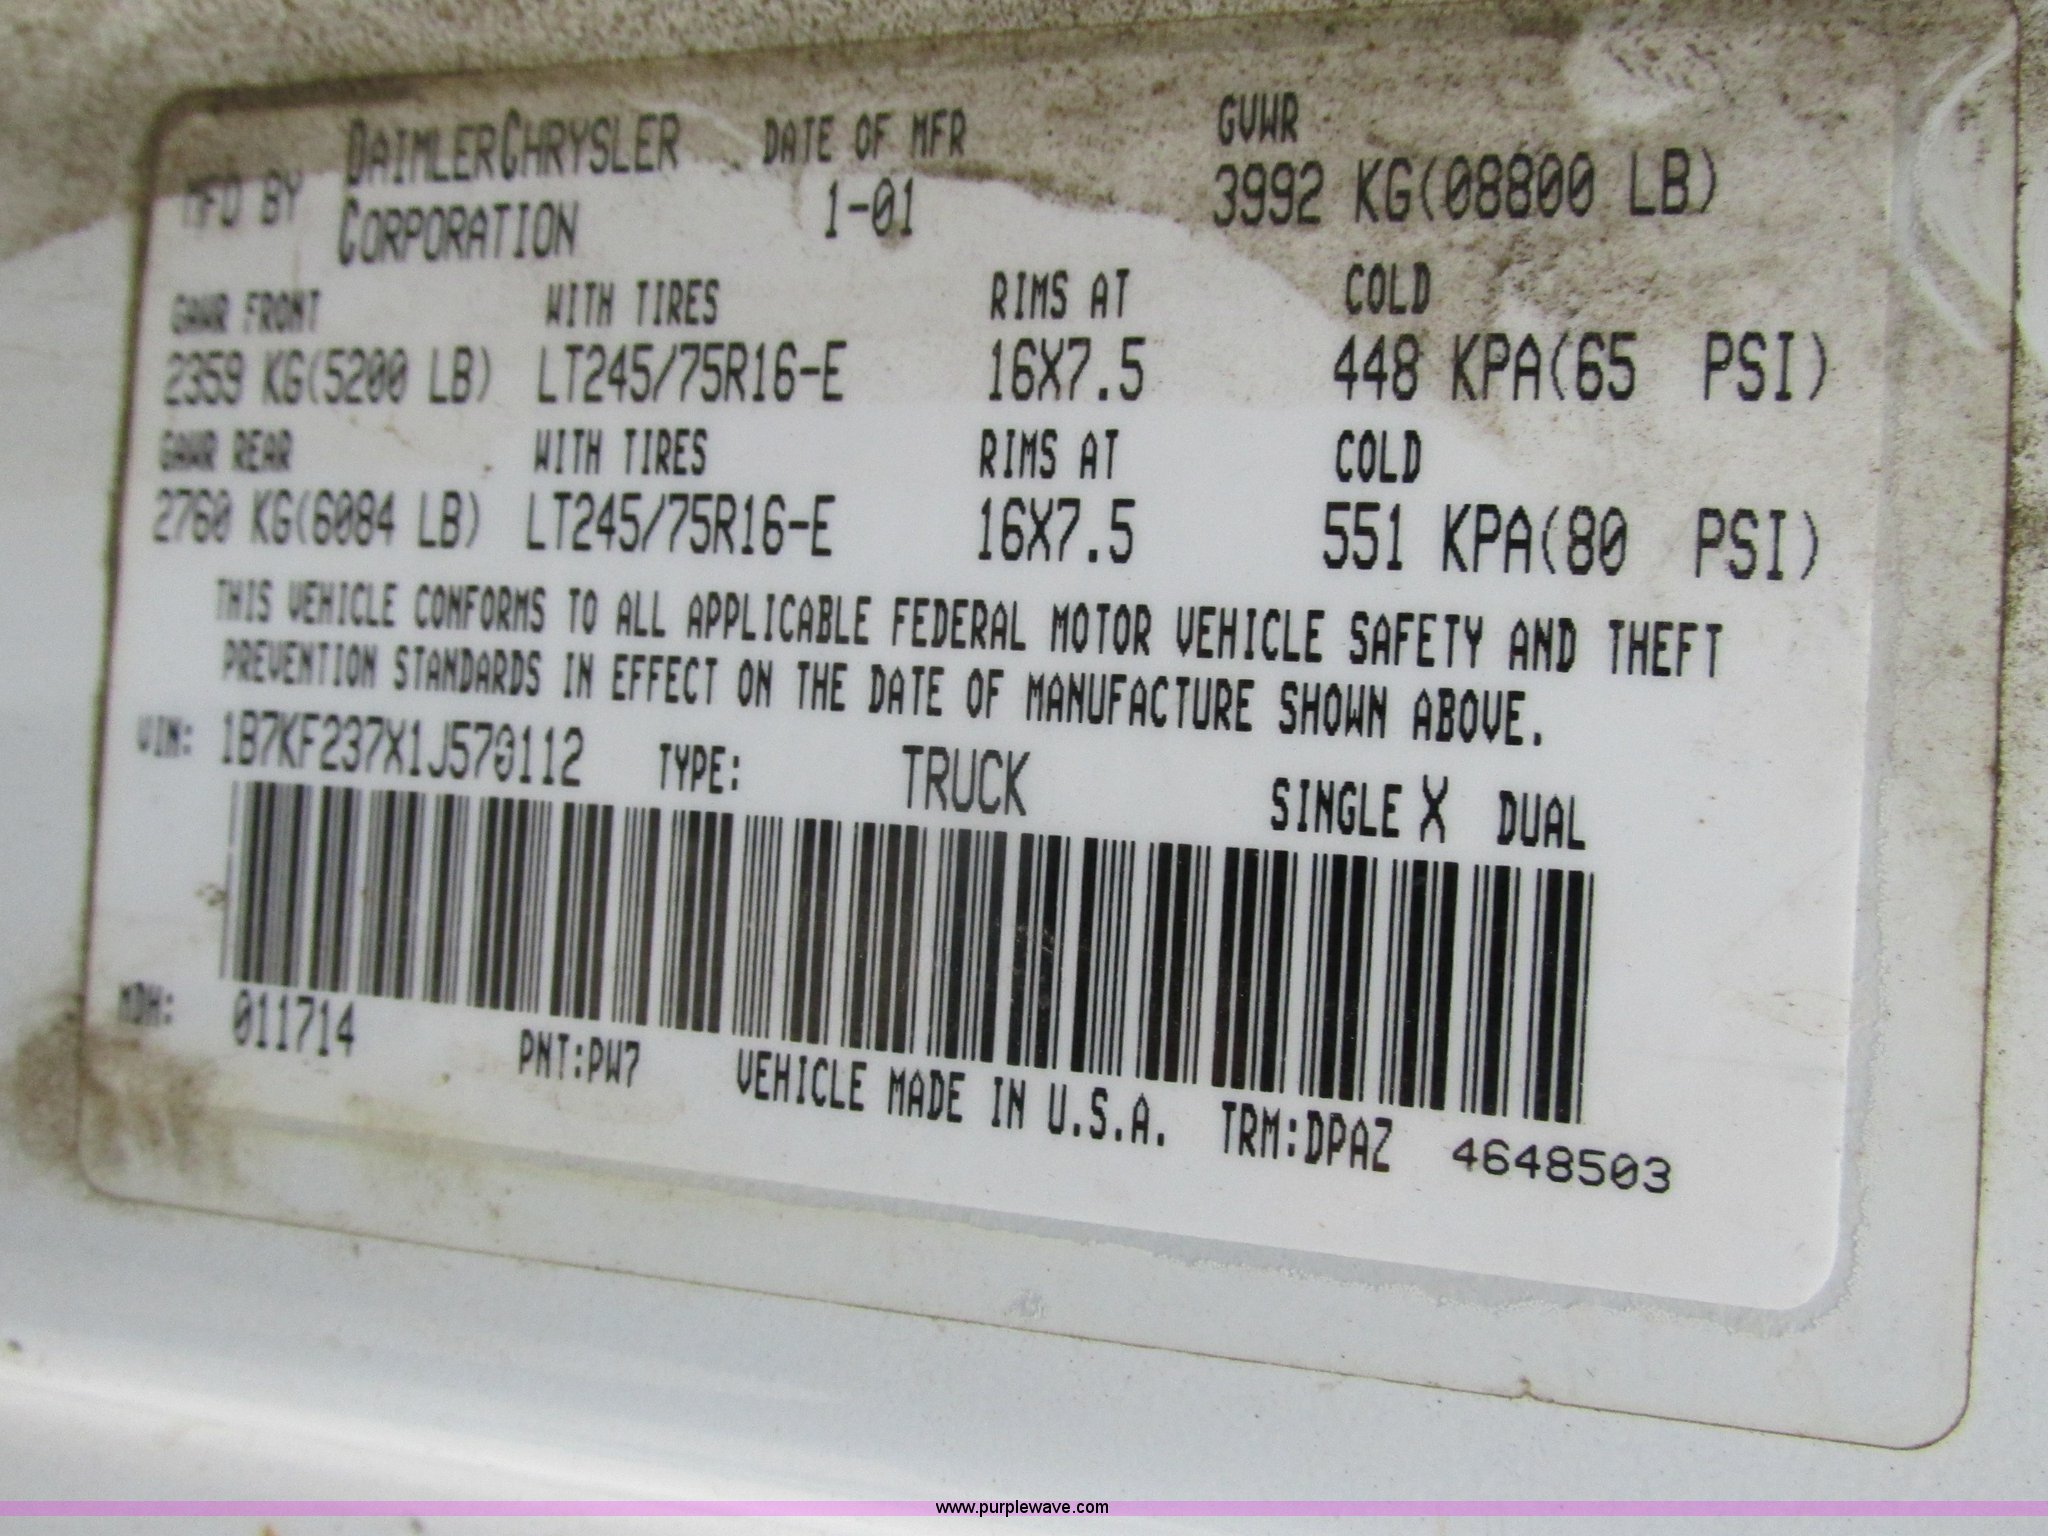 MFD BY DAIMLERCHRYSLER CORPORATION DATE OF MFR 1-01 GVWR 3992 KG(08800 LB)
GAWR FRONT WITH TIRES RIMS AT COLD
2359 KG(5200 LB) LT245/75R16-E 16X7.5 448 KPA(65 PSI)
GAWR REAR WITH TIRES RIMS AT COLD
2760 KG(6084 LB) LT245/75R16-E 16X7.5 551 KPA(80 PSI)
THIS VEHICLE CONFORMS TO ALL APPLICABLE FEDERAL MOTOR VEHICLE SAFETY AND THEFT
PREVENTION STANDARDS IN EFFECT ON THE DATE OF MANUFACTURE SHOWN ABOVE.
VIN: 1B7KF237X1J570112 TYPE: TRUCK SINGLE X DUAL
MDH: 011714 PNT:PW7 VEHICLE MADE IN U.S.A. TRM:DPAZ 4648503
www.purplewave.com